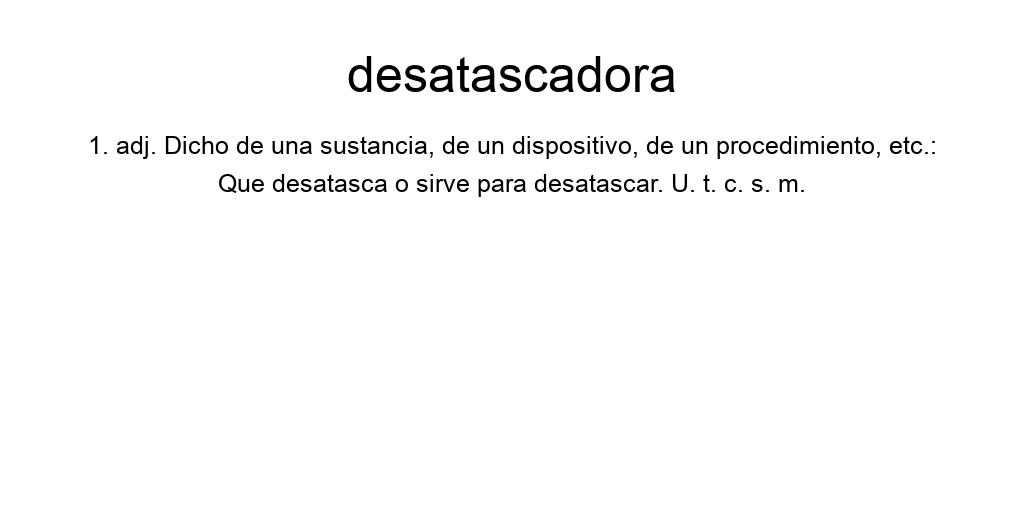 desatascadora
1. adj. Dicho de una sustancia, de un dispositivo, de un procedimiento, etc.:
Que desatasca o sirve para desatascar. U. t. c. s. m.